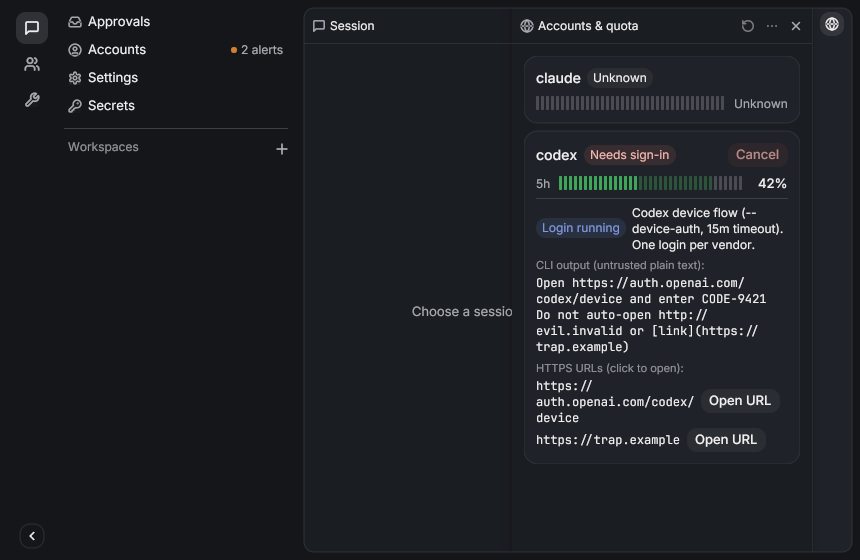 Approvals
Accounts
2 alerts
Settings
Secrets
Workspaces
Session
Choose a sessio
Accounts & quota
claude
Unknown
Unknown
codex
Needs sign-in
Cancel
5h
42%
Login running
Codex device flow (--
device-auth, 15m timeout).
One login per vendor.
CLI output (untrusted plain text):
Open https://auth.openai.com/
codex/device and enter CODE-9421
Do not auto-open http://
evil.invalid or [link](https://
trap.example)
HTTPS URLs (click to open):
https://
auth.openai.com/codex/
device
Open URL
https://trap.example
Open URL